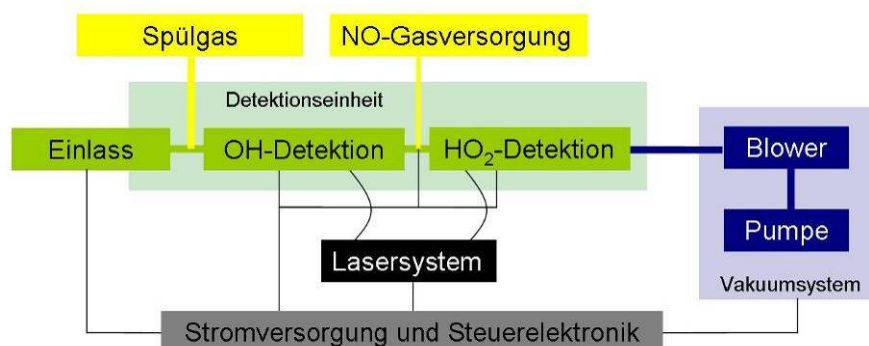 Spülgas
NO-Gasversorgung
Detektionseinheit
Einlass
OH-Detektion
HO₂-Detektion
Blower
Pumpe
Lasersystem
Vakuumsystem
Stromversorgung und Steuerelektronik